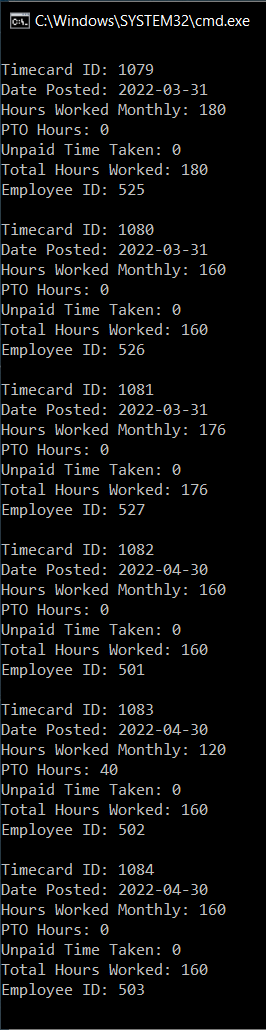 C:\Windows\SYSTEM32\cmd.exe
Timecard ID: 1079
Date Posted: 2022-03-31
Hours Worked Monthly: 180
PTO Hours: 0
Unpaid Time Taken: 0
Total Hours Worked: 180
Employee ID: 525
Timecard ID: 1080
Date Posted: 2022-03-31
Hours Worked Monthly: 160
PTO Hours: 0
Unpaid Time Taken: 0
Total Hours Worked: 160
Employee ID: 526
Timecard ID: 1081
Date Posted: 2022-03-31
Hours Worked Monthly: 176
PTO Hours: 0
Unpaid Time Taken: 0
Total Hours Worked: 176
Employee ID: 527
Timecard ID: 1082
Date Posted: 2022-04-30
Hours Worked Monthly: 160
PTO Hours: 0
Unpaid Time Taken: 0
Total Hours Worked: 160
Employee ID: 501
Timecard ID: 1083
Date Posted: 2022-04-30
Hours Worked Monthly: 120
PTO Hours: 40
Unpaid Time Taken: 0
Total Hours Worked: 160
Employee ID: 502
Timecard ID: 1084
Date Posted: 2022-04-30
Hours Worked Monthly: 160
PTO Hours: 0
Unpaid Time Taken: 0
Total Hours Worked: 160
Employee ID: 503